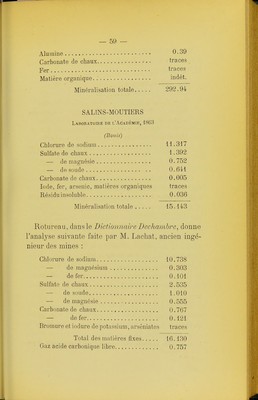 — 59 —
Alumine........................ 0.39
Carbonate de chaux............... traces
Fer............................ traces
Matière organique................ indét.
Minéralisation totale..... 292.94
SALINS-MOUTIERS
LABORATOIRE DE L'ACADÉMIE, 1863
(Bosis)
Chlorure de sodium............... 11.317
Sulfate de chaux................. 1.392
— de magnésie............... 0.752
— de soude................. 0.641
Carbonate de chaux............... 0.005
Iode, fer, arsenic, matières organiques traces
Résidu insoluble................. 0.036
Minéralisation totale..... 15.143
Rotureau, dans le Dictionnaire Dechambre, donne
l'analyse suivante faite par M. Lachat, ancien ingé-
nieur des mines :
Chlorure de sodium............... 10.738
— de magnésium............ 0.303
— de fer................... 0.101
Sulfate de chaux................. 2.535
— de soude................. 1.010
— de magnésie............... 0.555
Carbonate de chaux............... 0.767
— de fer................... 0.121
Bromure et iodure de potassium, arséniates traces
Total des matières fixes..... 16.130
Gaz acide carbonique libre............ 0.757